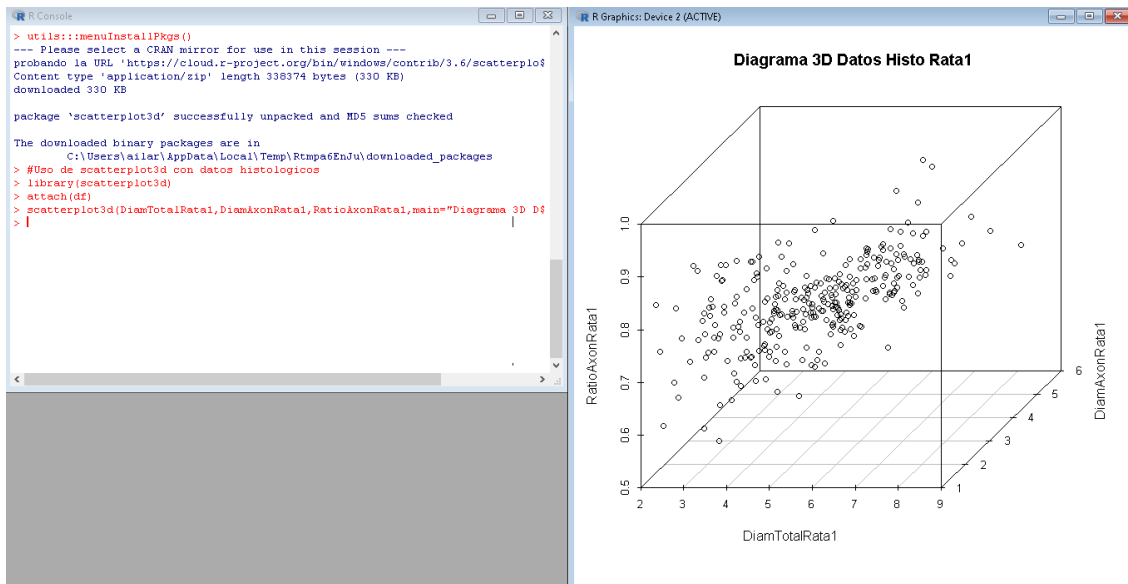 R Console
> utils:::menuInstallPkgs()
--- Please select a CRAN mirror for use in this session ---
probando la URL 'https://cloud.r-project.org/bin/windows/contrib/3.6/scatterplo$
Content type 'application/zip' length 338374 bytes (330 KB)
downloaded 330 KB
package ‘scatterplot3d’ successfully unpacked and MD5 sums checked
The downloaded binary packages are in
C:\Users\ailar\AppData\Local\Temp\Rtmpa6EnJu\downloaded_packages
> #Uso de scatterplot3d con datos histologicos
> library(scatterplot3d)
> attach(df)
> scatterplot3d(DiamTotalRata1,DiamAxonRata1,RatioAxonRata1,main="Diagrama 3D D$
>
R Graphics: Device 2 (ACTIVE)
Diagrama 3D Datos Histo Rata1
1.0
0.9
0.8
0.7
0.6
0.5
RatioAxonRata1
2 3 4 5 6 7 8 9
DiamTotalRata1
1
2
3
4
5
6
DiamAxonRata1